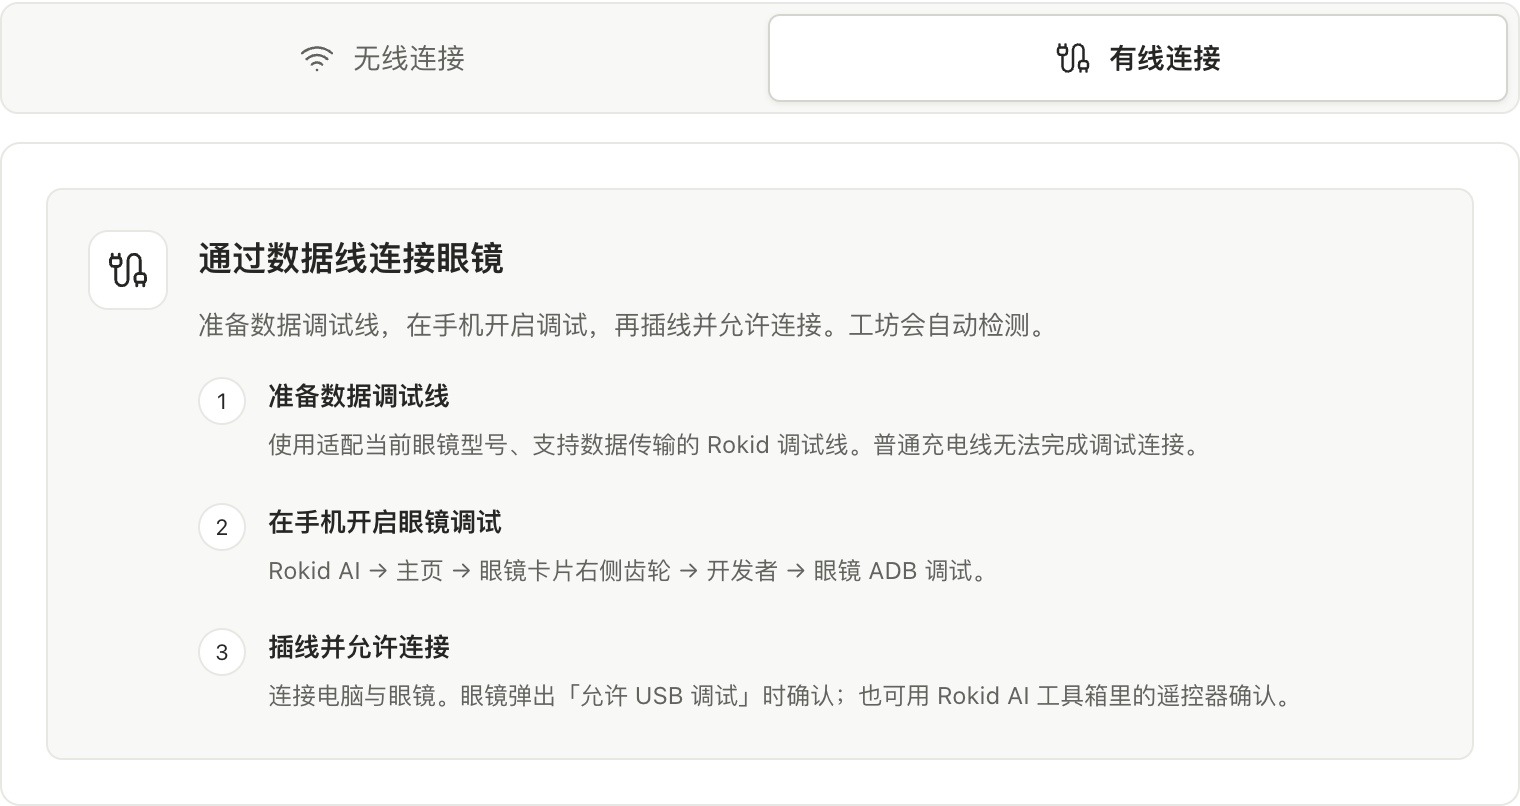 无线连接
有线连接
通过数据线连接眼镜
准备数据调试线，在手机开启调试，再插线并允许连接。工坊会自动检测。
1
准备数据调试线
使用适配当前眼镜型号、支持数据传输的 Rokid 调试线。普通充电线无法完成调试连接。
2
在手机开启眼镜调试
Rokid AI → 主页 → 眼镜卡片右侧齿轮 → 开发者 → 眼镜 ADB 调试。
3
插线并允许连接
连接电脑与眼镜。眼镜弹出「允许 USB 调试」时确认；也可用 Rokid AI 工具箱里的遥控器确认。